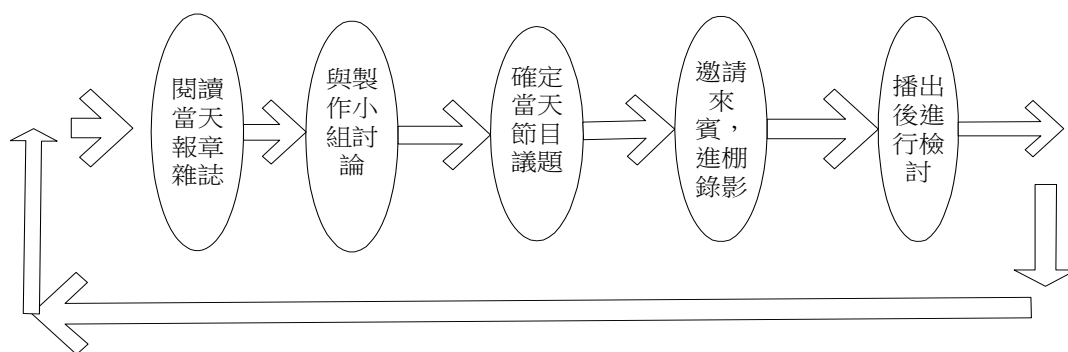 閱讀
當天
報章
雜誌
與製
作小
組討
論
確定
當天
節目
議題
邀請
來
賓，
進棚
錄影
播出
後進
行檢
討